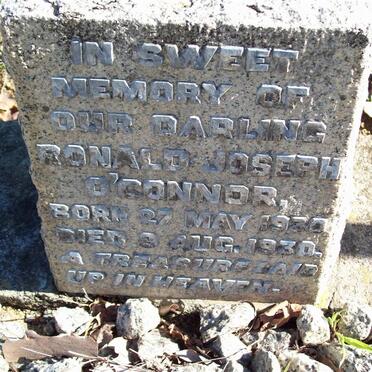 IN SWEET
MEMORY OF
OUR DARLING
RONALD JOSEPH
O'CONNOR.
BORN 27 MAY 1930
DIED 9 AUG. 1930.
A TREASURE LAID
UP IN HEAVEN.